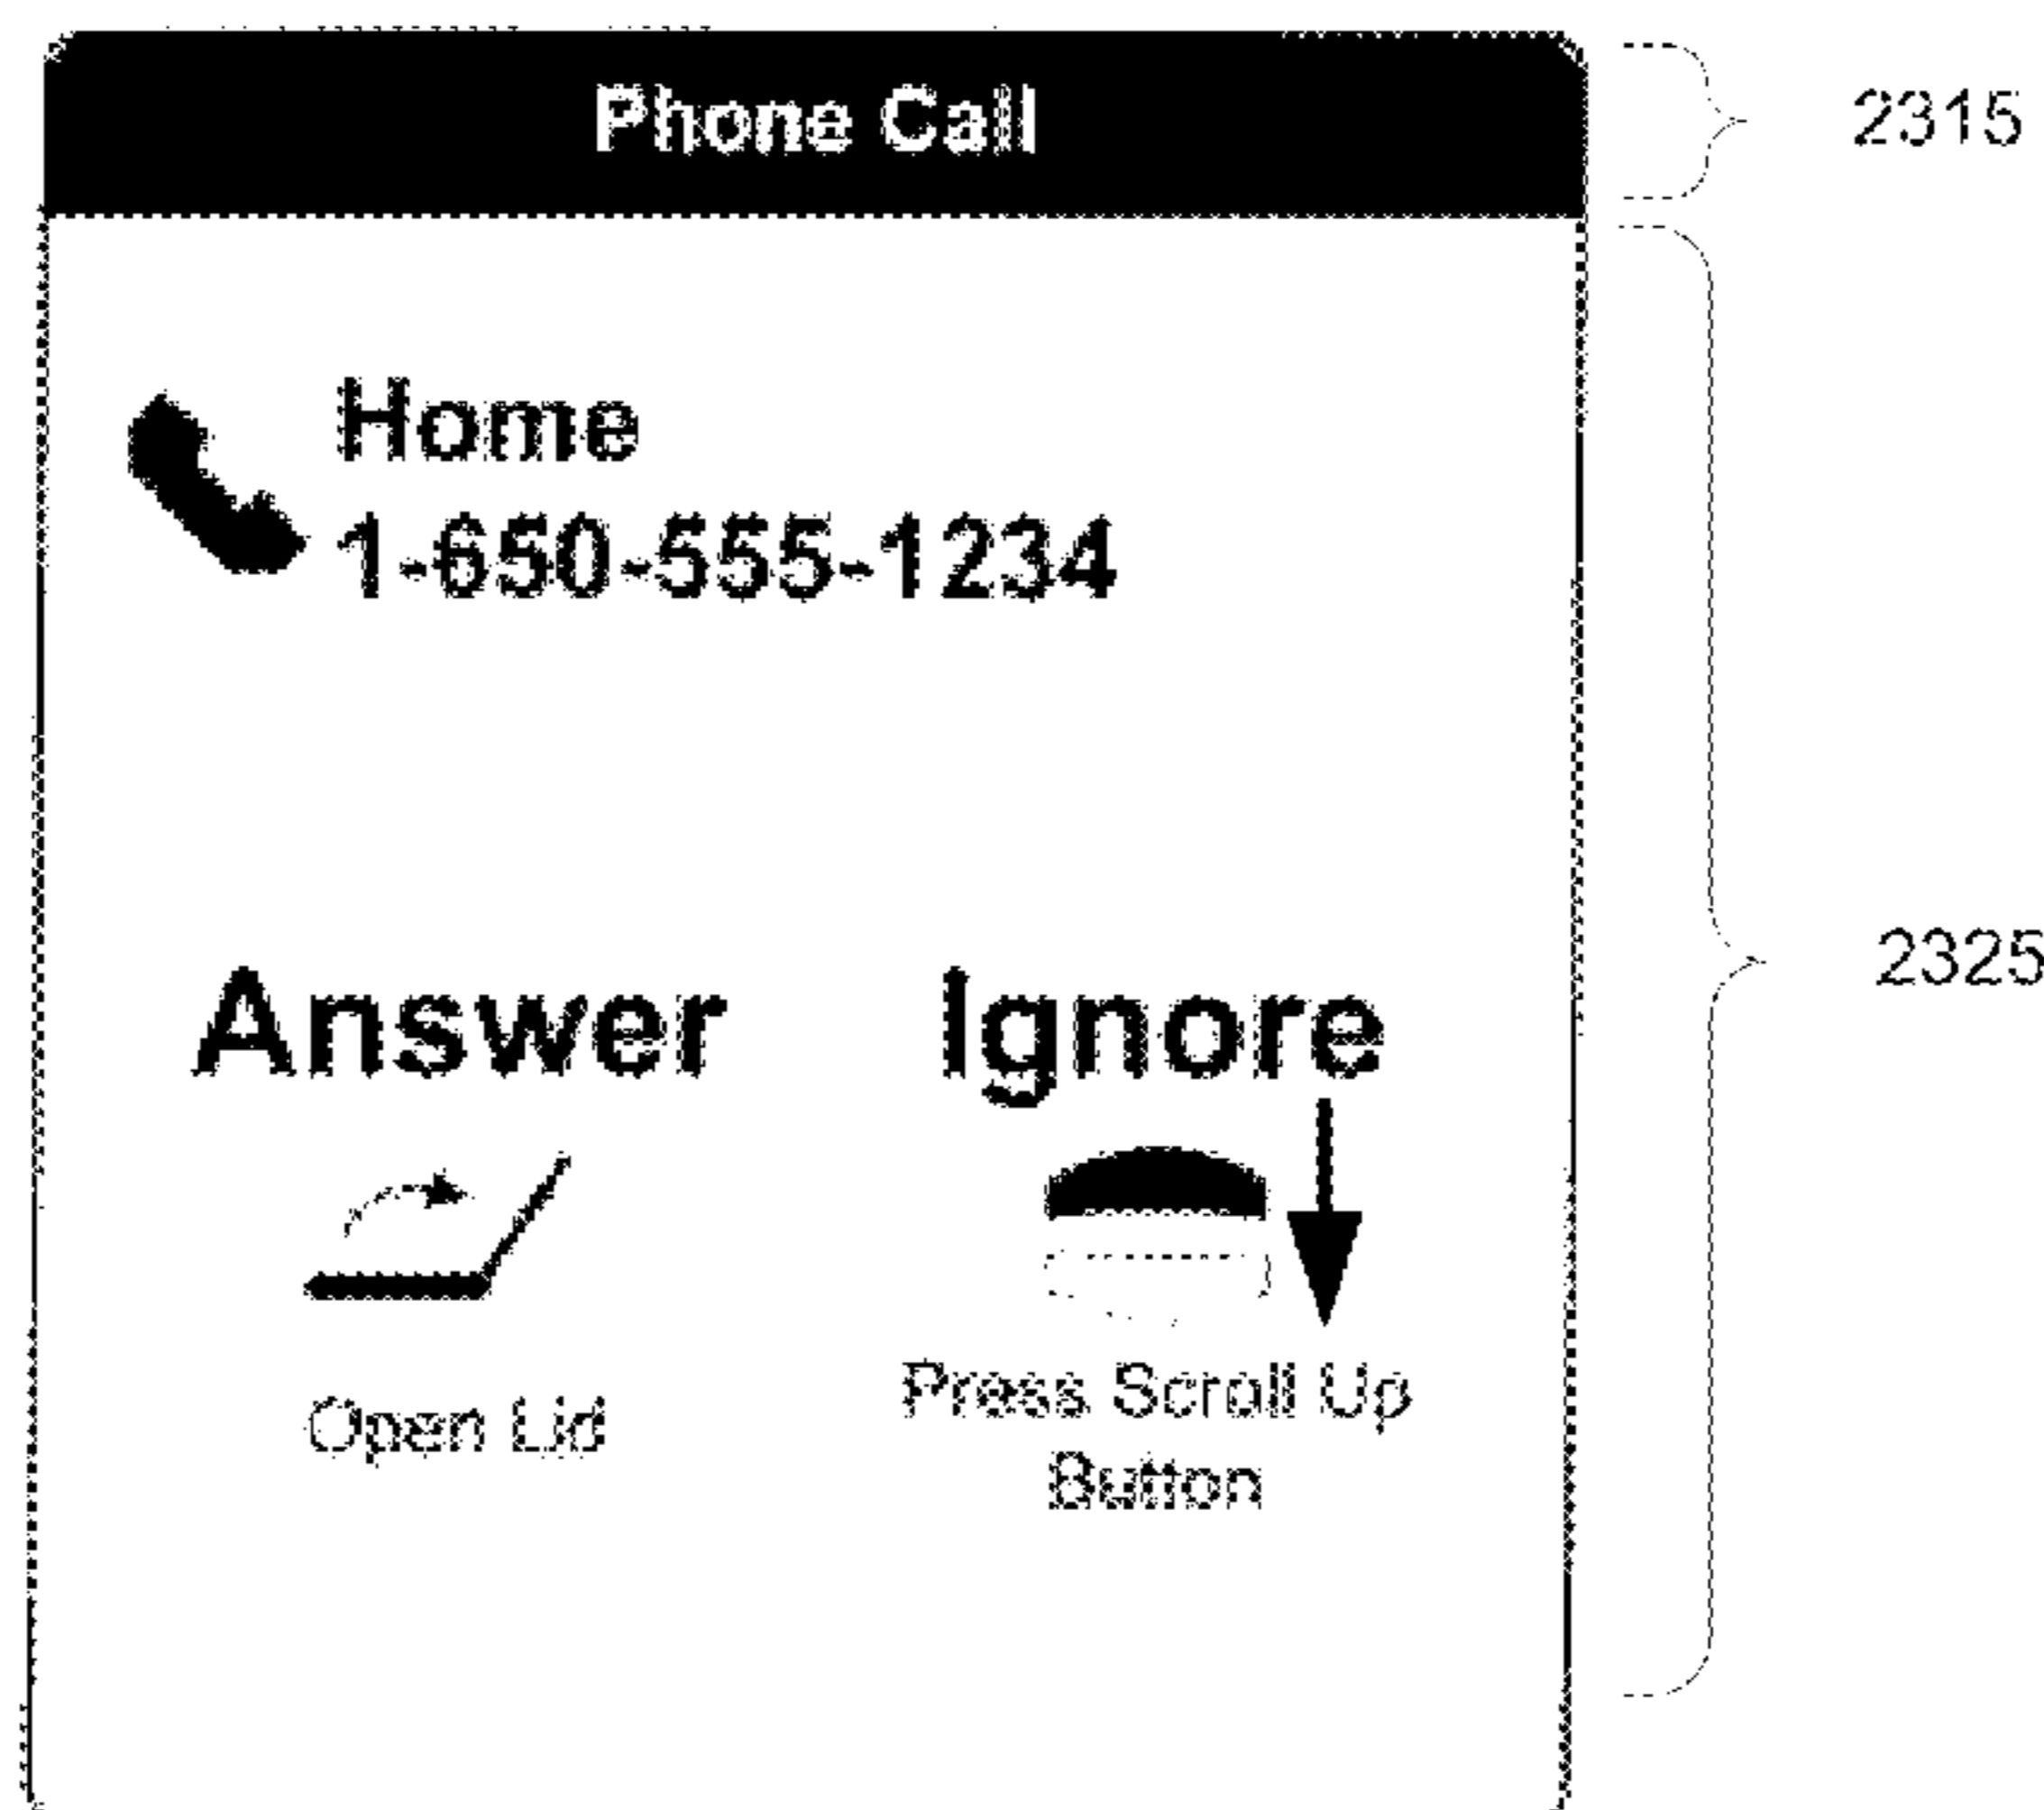 Phone Call
2315
Home
1-650-555-1234
2325
Answer Ignore
Open Lid
Press Scroll Up
Button